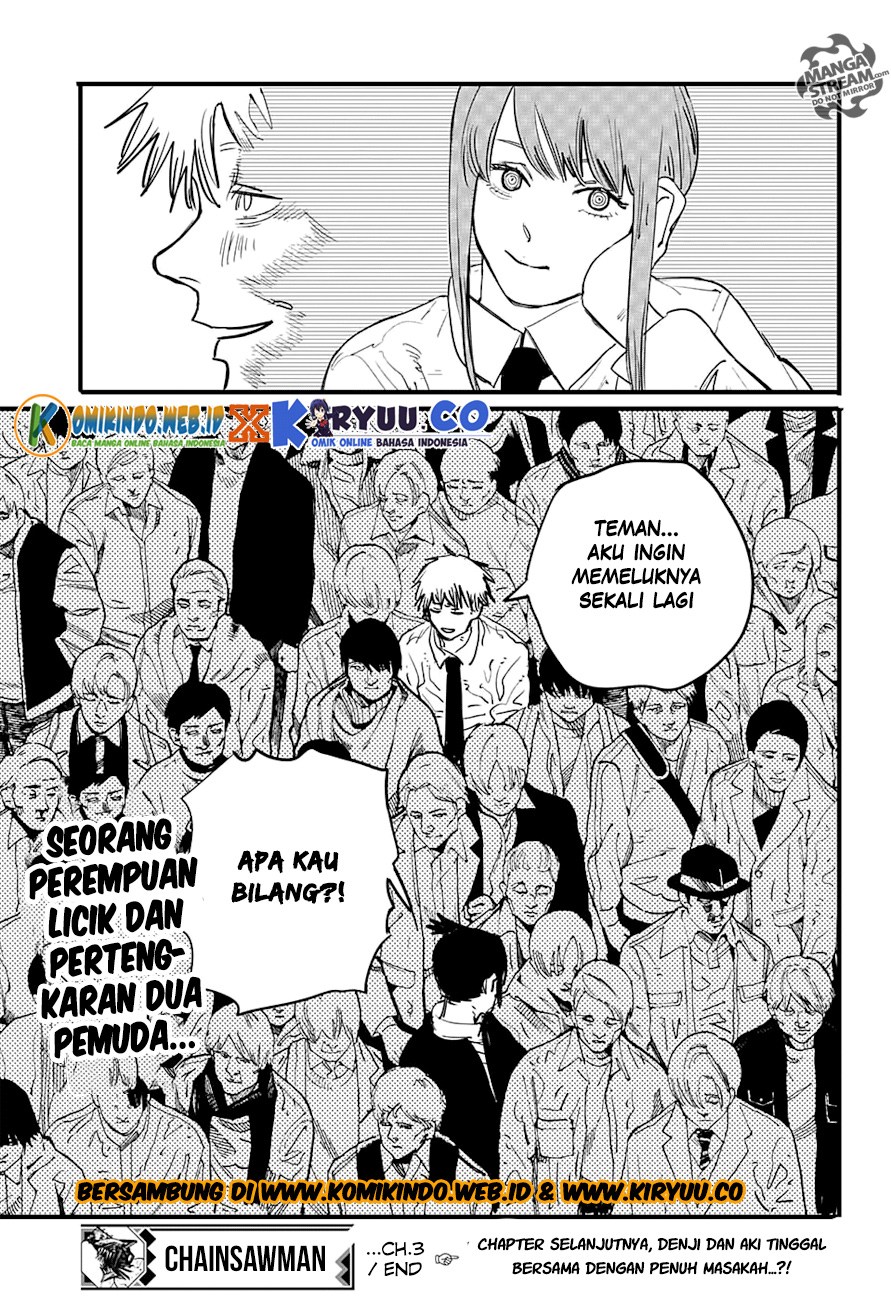 MANGA
STREAM.com
DO NOT MIRROR
KOMIKINDO.WEB.ID X KIRYUU.CO
BACA MANGA ONLINE BAHASA INDONESIA
OMIK ONLINE BAHASA INDONESIA
TEMAN...
AKU INGIN
MEMELUKNYA
SEKALI LAGI
APA KAU
BILANG?!
SEORANG
PEREMPUAN
LICIK DAN
PERTENG-
KARAN DUA
PEMUDA...
BERSAMBUNG DI WWW.KOMIKINDO.WEB.ID & WWW.KIRYUU.CO
CHAINSAWMAN
...CH.3
/ END
CHAPTER SELANJUTNYA, DENJI DAN AKI TINGGAL
BERSAMA DENGAN PENUH MASAKAH...?!